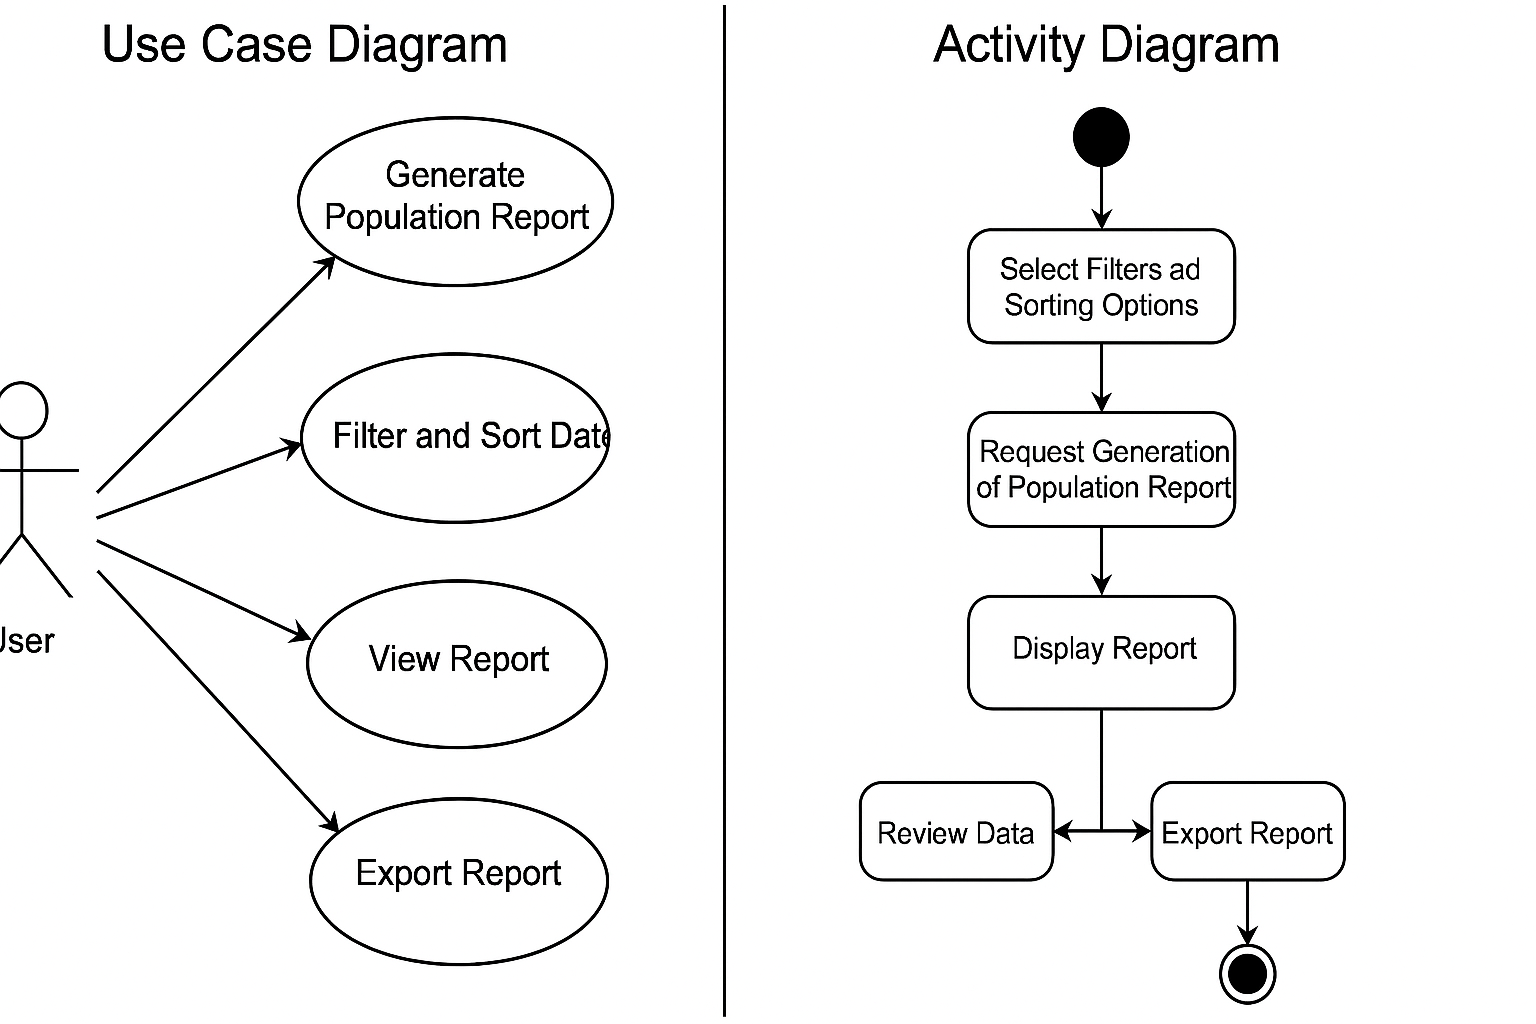 Use Case Diagram
Generate
Population Report
Filter and Sort Date
View Report
Export Report
User
Activity Diagram
Select Filters ad
Sorting Options
Request Generation
of Population Report
Display Report
Review Data
Export Report